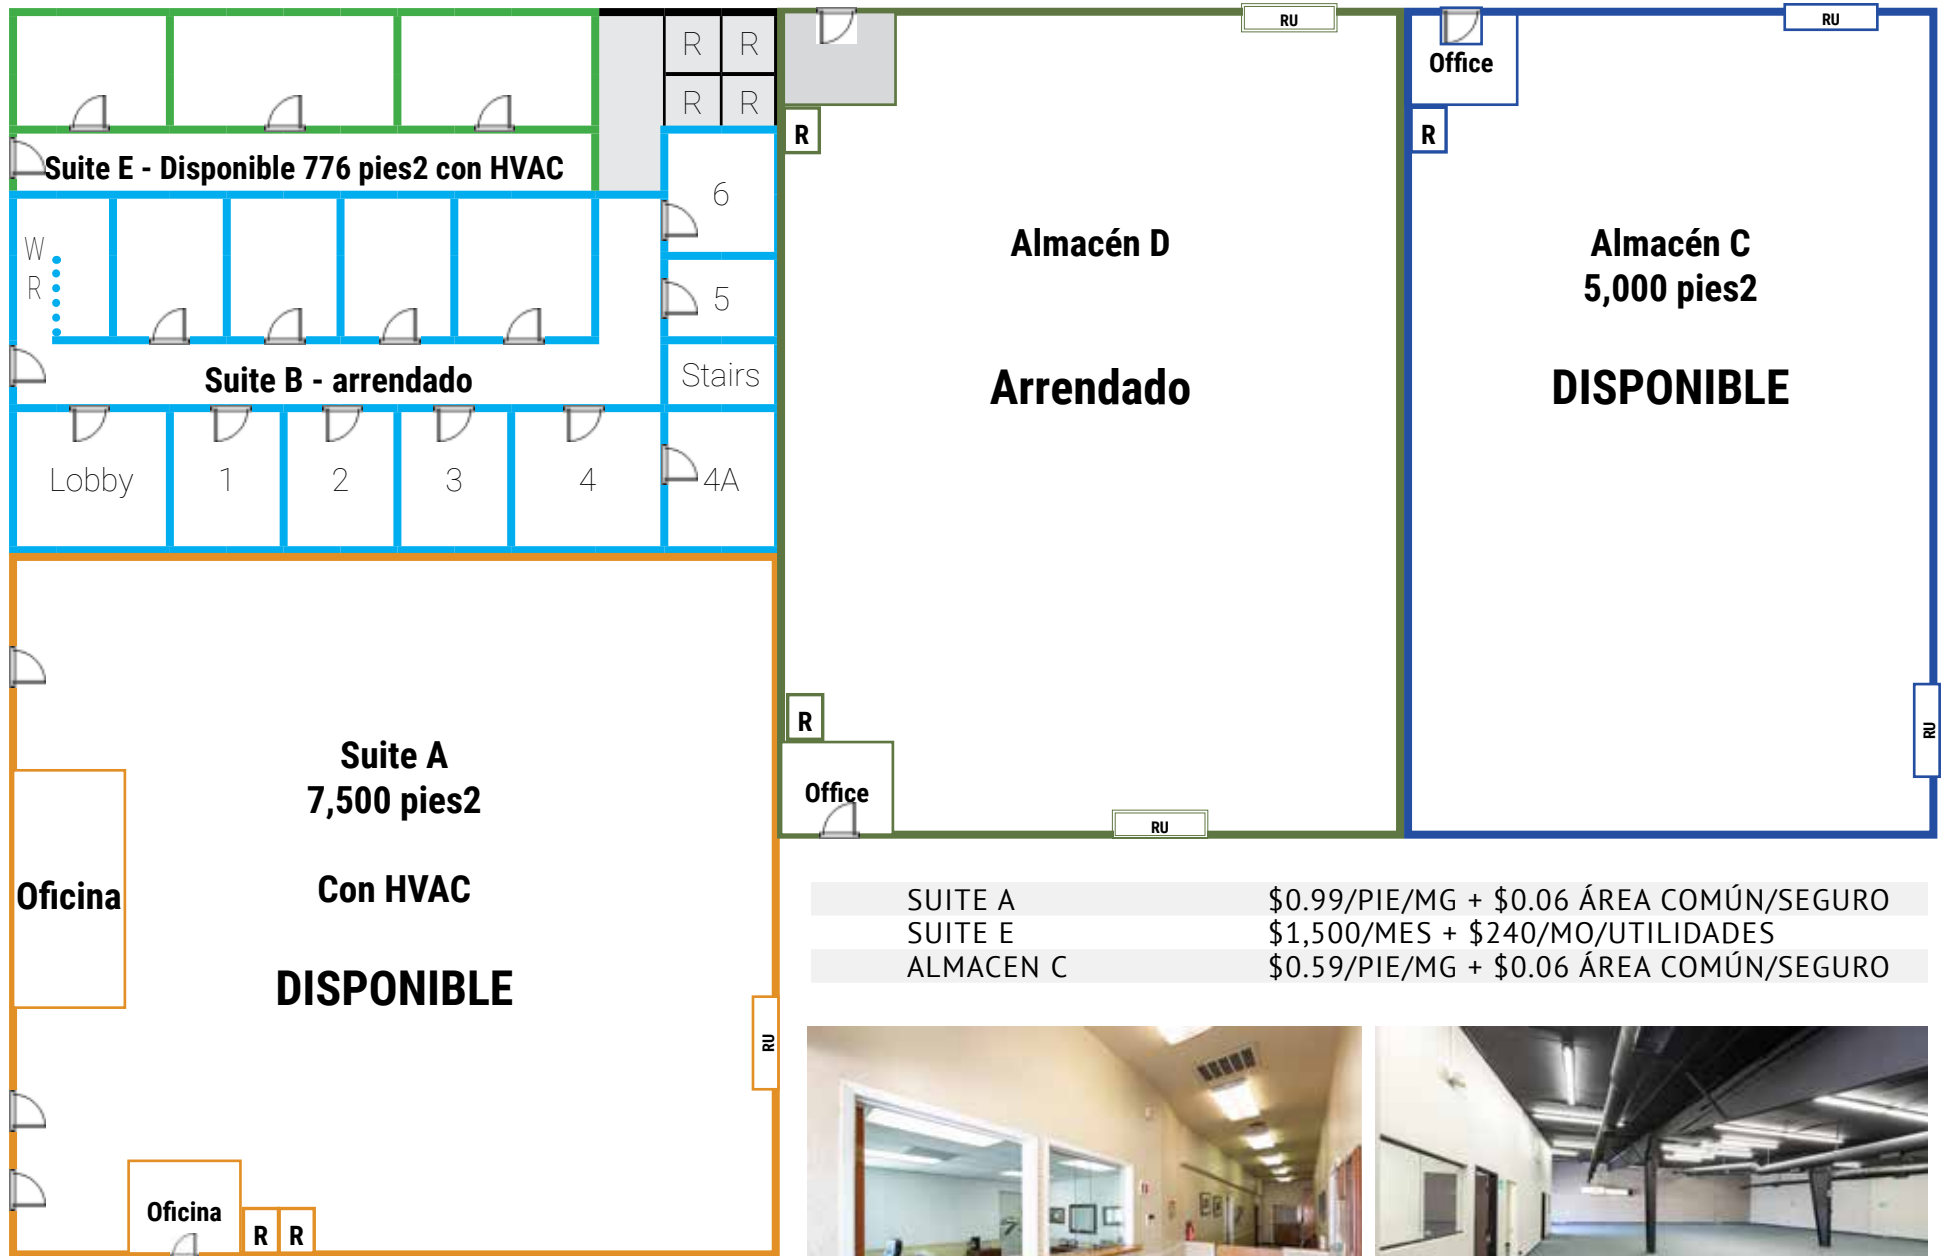 R R
R R
Suite E - Disponible 776 pies2 con HVAC
W
R
6
5
Stairs
Suite B - arrendado
Lobby
1
2
3
4
4A
RU
R
Almacén D
Arrendado
R
Office
RU
RU
Office
R
Almacén C
5,000 pies2
DISPONIBLE
RU
Suite A
7,500 pies2
Con HVAC
DISPONIBLE
Oficina
RU
Oficina
R R
SUITE A $0.99/PIE/MG + $0.06 ÁREA COMÚN/SEGURO
SUITE E $1,500/MES + $240/MO/UTILIDADES
ALMACEN C $0.59/PIE/MG + $0.06 ÁREA COMÚN/SEGURO